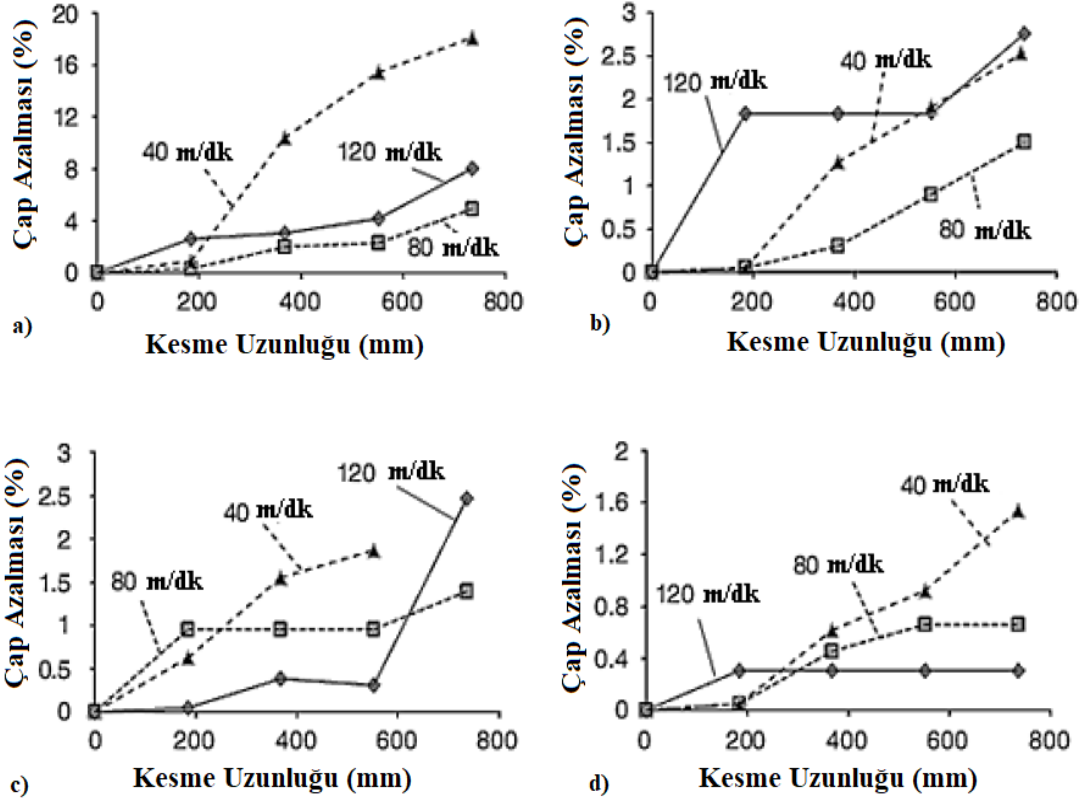 Çap Azalması (%)
20
16
12
8
4
0
40 m/dk
120 m/dk
80 m/dk
0 200 400 600 800
a)
Kesme Uzunluğu (mm)
Çap Azalması (%)
3
2.5
2
1.5
1
0.5
0
120 m/dk
40 m/dk
80 m/dk
0 200 400 600 800
b)
Kesme Uzunluğu (mm)
Çap Azalması (%)
3
2.5
2
1.5
1
0.5
0
120 m/dk
40 m/dk
80 m/dk
0 200 400 600 800
c)
Kesme Uzunluğu (mm)
Çap Azalması (%)
2
1.6
1.2
0.8
0.4
0
40 m/dk
80 m/dk
120 m/dk
0 200 400 600 800
d)
Kesme Uzunluğu (mm)